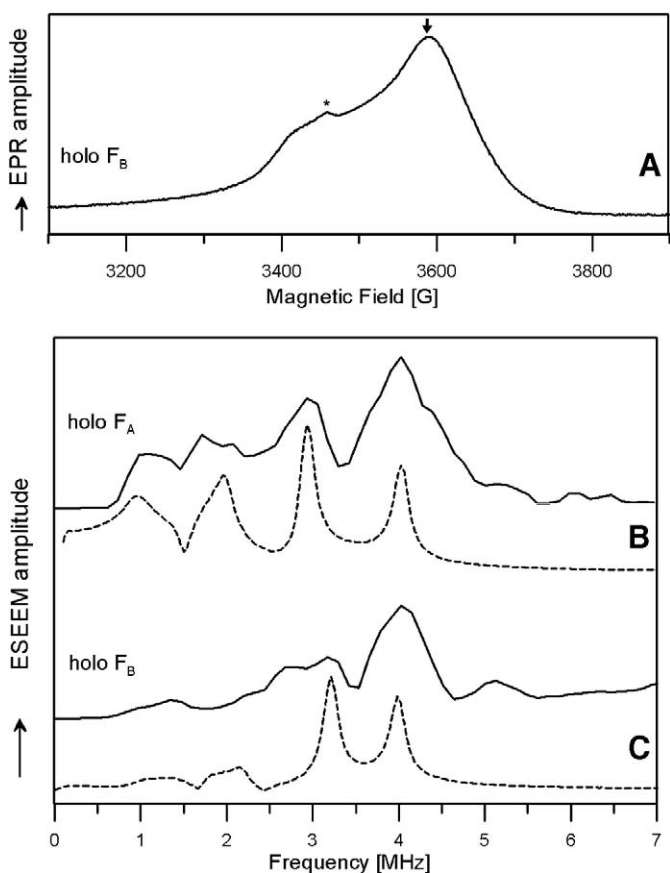 → EPR amplitude
*
holo F_B
A
3200 3400 3600 3800
Magnetic Field [G]
→ ESEEM amplitude
holo F_A
B
holo F_B
C
0 1 2 3 4 5 6 7
Frequency [MHz]